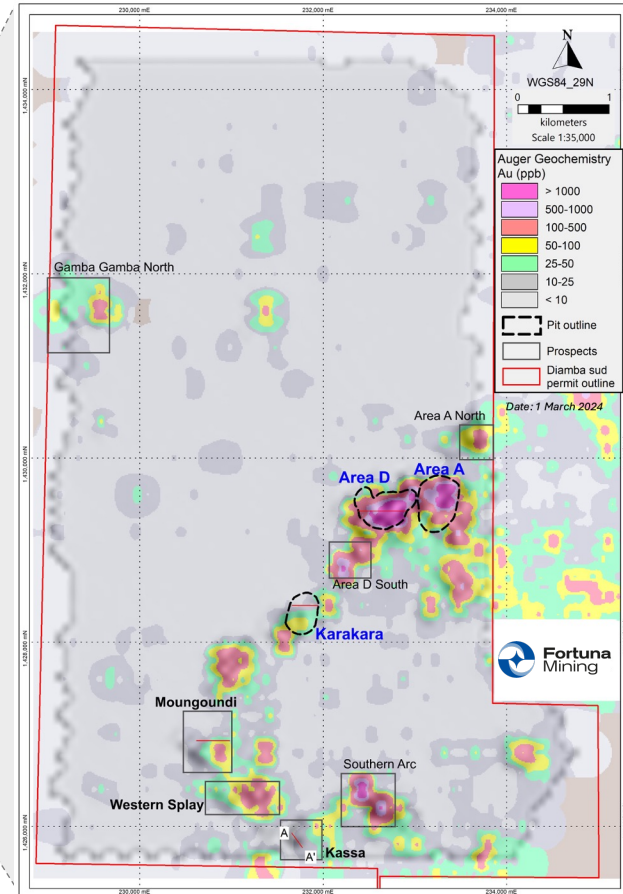 230,000 mE
232,000 mE
234,000 mE
N
WGS84_29N
0
1
kilometers
Scale 1:35,000
1,434,000 mN
Auger Geochemistry
Au (ppb)
> 1000
500-1000
100-500
50-100
25-50
10-25
< 10
Pit outline
Prospects
Diamba sud
permit outline
Date: 1 March 2024
Gamba Gamba North
1,432,000 mN
Area A North
1,430,000 mN
Area D
Area A
Area D South
Karakara
1,428,000 mN
Fortuna
Mining
Moungoundi
Western Splay
Southern Arc
1,426,000 mN
A
A'
Kassa
230,000 mE
232,000 mE
234,000 mE